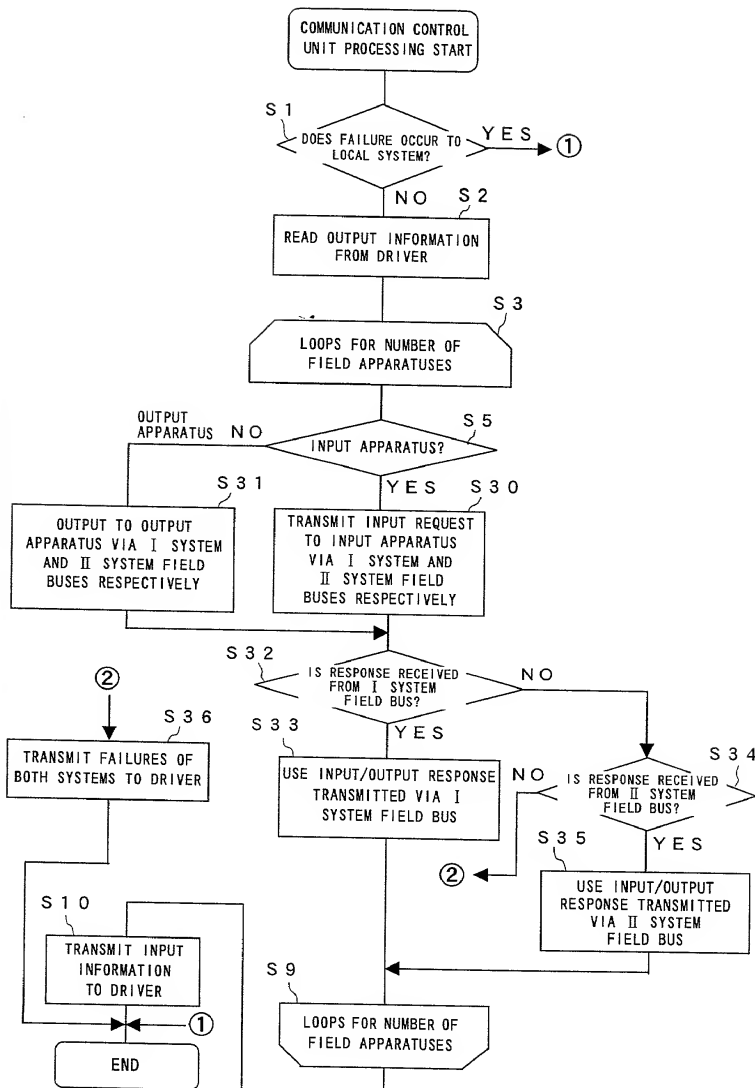 COMMUNICATION CONTROL
UNIT PROCESSING START
S1
DOES FAILURE OCCUR TO
LOCAL SYSTEM?
YES
①
NO
S2
READ OUTPUT INFORMATION
FROM DRIVER
S3
LOOPS FOR NUMBER OF
FIELD APPARATUSES
S5
INPUT APPARATUS?
OUTPUT
APPARATUS
NO
YES
S31
OUTPUT TO OUTPUT
APPARATUS VIA Ⅰ SYSTEM
AND Ⅱ SYSTEM FIELD
BUSES RESPECTIVELY
S30
TRANSMIT INPUT REQUEST
TO INPUT APPARATUS
VIA Ⅰ SYSTEM AND
Ⅱ SYSTEM FIELD
BUSES RESPECTIVELY
S32
IS RESPONSE RECEIVED
FROM Ⅰ SYSTEM
FIELD BUS?
NO
YES
S33
USE INPUT/OUTPUT RESPONSE
TRANSMITTED VIA Ⅰ
SYSTEM FIELD BUS
S34
IS RESPONSE RECEIVED
FROM Ⅱ SYSTEM
FIELD BUS?
NO
②
YES
S35
USE INPUT/OUTPUT
RESPONSE TRANSMITTED
VIA Ⅱ SYSTEM
FIELD BUS
②
S36
TRANSMIT FAILURES OF
BOTH SYSTEMS TO DRIVER
S9
LOOPS FOR NUMBER OF
FIELD APPARATUSES
S10
TRANSMIT INPUT
INFORMATION
TO DRIVER
①
END